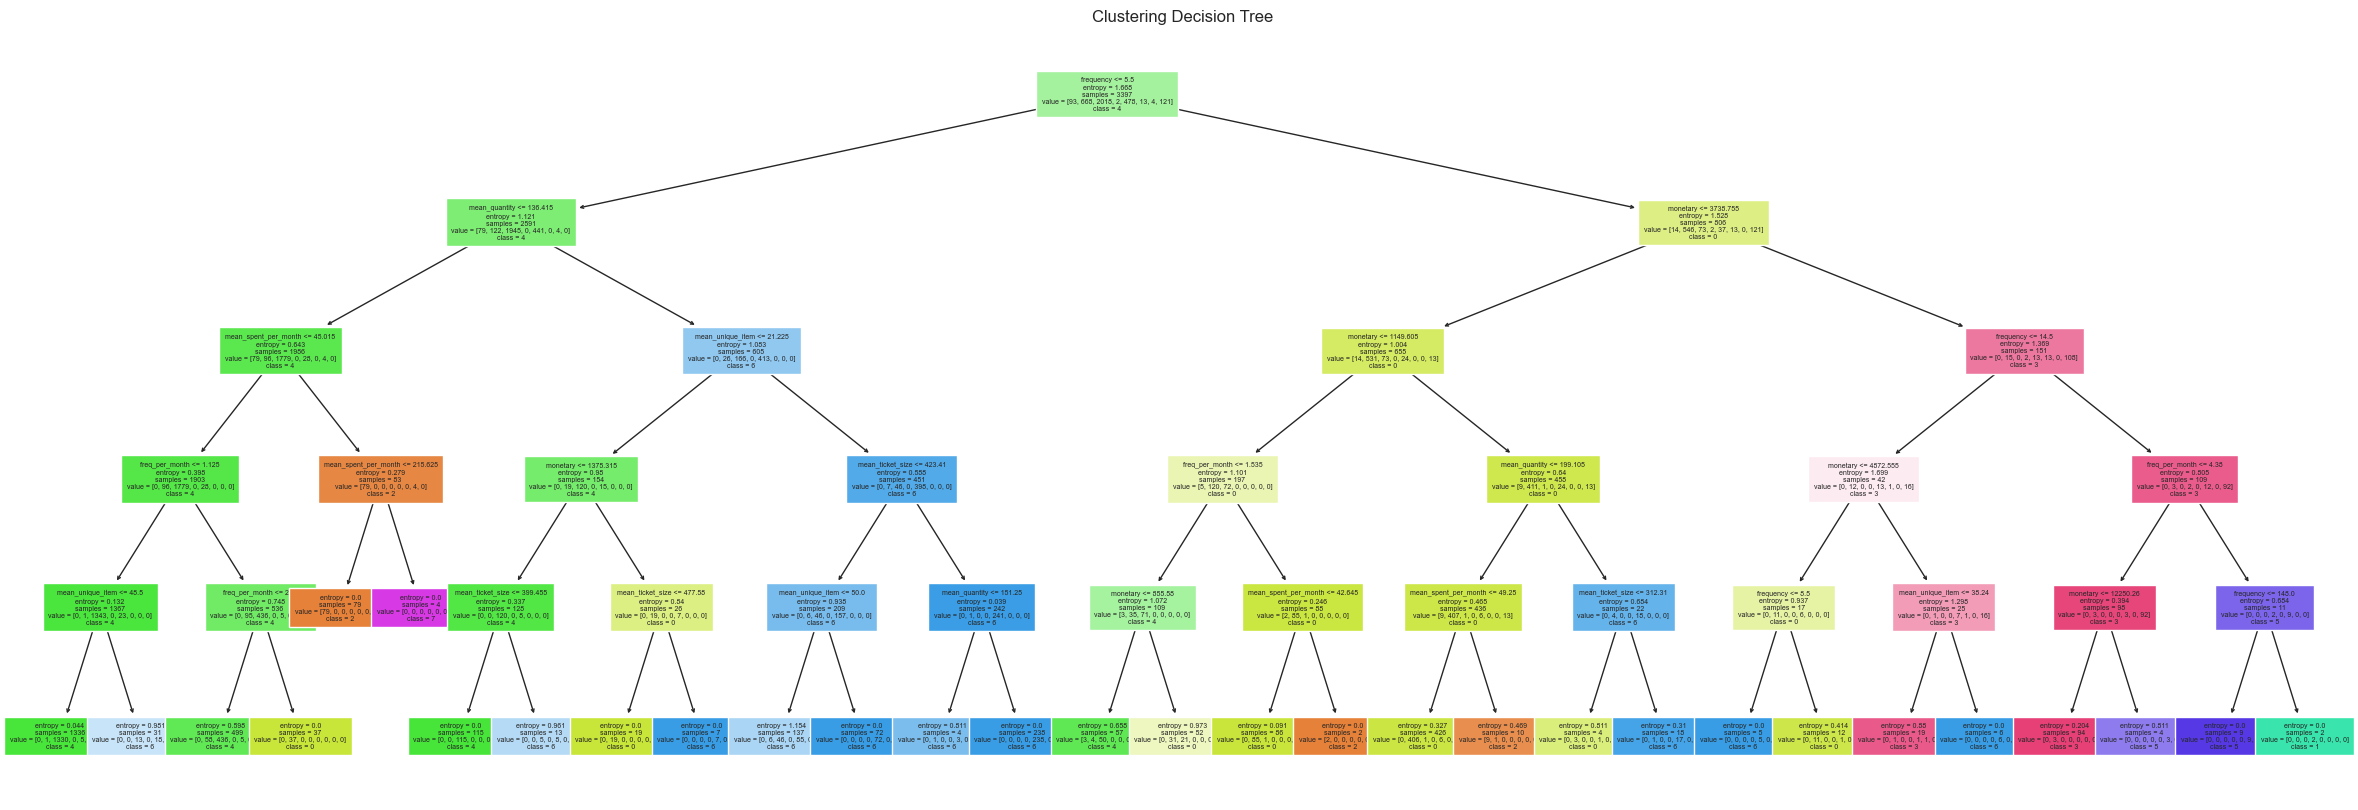 Clustering Decision Tree
frequency <= 5.5
entropy = 1.668
samples = 3397
value = [93, 668, 2018, 2, 478, 13, 4, 121]
class = 4
mean_quantity <= 136.415
entropy = 1.121
samples = 2591
value = [79, 122, 1945, 0, 441, 0, 4, 0]
class = 4
monetary <= 3735.755
entropy = 1.525
samples = 806
value = [14, 546, 73, 2, 37, 13, 0, 121]
class = 0
mean_spent_per_month <= 45.015
entropy = 0.643
samples = 1986
value = [79, 96, 1779, 0, 28, 0, 4, 0]
class = 4
mean_unique_item <= 21.225
entropy = 1.053
samples = 605
value = [0, 26, 166, 0, 413, 0, 0, 0]
class = 6
monetary <= 1149.605
entropy = 1.004
samples = 655
value = [14, 531, 73, 0, 24, 0, 0, 13]
class = 0
frequency <= 14.5
entropy = 1.369
samples = 151
value = [0, 15, 0, 2, 13, 13, 0, 108]
class = 3
freq_per_month <= 1.125
entropy = 0.395
samples = 1903
value = [0, 96, 1779, 0, 28, 0, 0, 0]
class = 4
mean_spent_per_month <= 215.625
entropy = 0.279
samples = 83
value = [79, 0, 0, 0, 0, 0, 4, 0]
class = 2
monetary <= 1375.315
entropy = 0.95
samples = 154
value = [0, 19, 120, 0, 15, 0, 0, 0]
class = 4
mean_ticket_size <= 423.41
entropy = 0.555
samples = 451
value = [0, 7, 46, 0, 395, 0, 0, 0]
class = 6
freq_per_month <= 1.535
entropy = 1.101
samples = 197
value = [5, 120, 72, 0, 0, 0, 0, 0]
class = 0
mean_quantity <= 199.105
entropy = 0.64
samples = 458
value = [9, 411, 1, 0, 24, 0, 0, 13]
class = 0
monetary <= 4872.555
entropy = 1.699
samples = 42
value = [0, 12, 0, 0, 13, 1, 0, 16]
class = 3
freq_per_month <= 4.38
entropy = 0.805
samples = 109
value = [0, 3, 0, 2, 0, 12, 0, 92]
class = 3
mean_unique_item <= 45.5
entropy = 0.132
samples = 1367
value = [0, 1, 1343, 0, 23, 0, 0, 0]
class = 4
freq_per_month <= 2
entropy = 0.745
samples = 536
value = [0, 95, 436, 0, 5,
class = 4
entropy = 0.0
samples = 79
value = [79, 0, 0, 0, 0, 0,
class = 2
entropy = 0.0
samples = 4
value = [0, 0, 0, 0, 0, 0
class = 7
mean_ticket_size <= 399.455
entropy = 0.337
samples = 128
value = [0, 0, 120, 0, 8, 0, 0, 0]
class = 4
mean_ticket_size <= 477.55
entropy = 0.84
samples = 26
value = [0, 19, 0, 0, 7, 0, 0, 0]
class = 0
mean_unique_item <= 50.0
entropy = 0.935
samples = 209
value = [0, 6, 46, 0, 157, 0, 0, 0]
class = 6
mean_quantity <= 151.25
entropy = 0.039
samples = 242
value = [0, 1, 0, 0, 241, 0, 0, 0]
class = 6
monetary <= 855.58
entropy = 1.072
samples = 109
value = [3, 35, 71, 0, 0, 0, 0, 0]
class = 4
mean_spent_per_month <= 42.645
entropy = 0.246
samples = 88
value = [2, 85, 1, 0, 0, 0, 0, 0]
class = 0
mean_spent_per_month <= 49.25
entropy = 0.465
samples = 436
value = [9, 407, 1, 0, 6, 0, 0, 13]
class = 0
mean_ticket_size <= 312.31
entropy = 0.684
samples = 22
value = [0, 4, 0, 0, 18, 0, 0, 0]
class = 6
frequency <= 8.5
entropy = 0.937
samples = 17
value = [0, 11, 0, 0, 6, 0, 0, 0]
class = 0
mean_unique_item <= 35.24
entropy = 1.295
samples = 25
value = [0, 1, 0, 0, 7, 1, 0, 16]
class = 3
monetary <= 12250.26
entropy = 0.394
samples = 98
value = [0, 3, 0, 0, 0, 3, 0, 92]
class = 3
frequency <= 145.0
entropy = 0.684
samples = 11
value = [0, 0, 0, 2, 0, 9, 0, 0]
class = 5
entropy = 0.044
samples = 1336
value = [0, 1, 1330, 0, 5,
class = 4
entropy = 0.951
samples = 31
value = [0, 0, 13, 0, 18,
class = 6
entropy = 0.595
samples = 499
value = [0, 58, 436, 0, 5,
class = 4
entropy = 0.0
samples = 37
value = [0, 37, 0, 0, 0, 0, 0, 0]
class = 0
entropy = 0.0
samples = 115
value = [0, 0, 115, 0, 0,
class = 4
entropy = 0.961
samples = 13
value = [0, 0, 5, 0, 8, 0,
class = 6
entropy = 0.0
samples = 19
value = [0, 19, 0, 0, 0, 0,
class = 0
entropy = 0.0
samples = 7
value = [0, 0, 0, 0, 7, 0
class = 6
entropy = 1.154
samples = 137
value = [0, 6, 46, 0, 85, 0
class = 6
entropy = 0.0
samples = 72
value = [0, 0, 0, 0, 72, 0,
class = 6
entropy = 0.811
samples = 4
value = [0, 1, 0, 0, 3, 0,
class = 6
entropy = 0.0
samples = 238
value = [0, 0, 0, 0, 238, 0,
class = 6
entropy = 0.655
samples = 57
value = [3, 4, 50, 0, 0, 0
class = 4
entropy = 0.973
samples = 52
value = [0, 31, 21, 0, 0, 0
class = 0
entropy = 0.091
samples = 86
value = [0, 85, 1, 0, 0, 0,
class = 0
entropy = 0.0
samples = 2
value = [2, 0, 0, 0, 0,
class = 2
entropy = 0.327
samples = 426
value = [0, 406, 1, 0, 6, 0,
class = 0
entropy = 0.469
samples = 10
value = [9, 1, 0, 0, 0, 0,
class = 2
entropy = 0.811
samples = 4
value = [0, 3, 0, 0, 1, 0,
class = 0
entropy = 0.31
samples = 18
value = [0, 1, 0, 0, 17, 0,
class = 6
entropy = 0.0
samples = 5
value = [0, 0, 0, 0, 5, 0,
class = 6
entropy = 0.414
samples = 12
value = [0, 11, 0, 0, 1, 0
class = 0
entropy = 0.55
samples = 19
value = [0, 1, 0, 0, 1, 1,
class = 3
entropy = 0.0
samples = 6
value = [0, 0, 0, 0, 6, 0,
class = 6
entropy = 0.204
samples = 94
value = [0, 3, 0, 0, 0, 0,
class = 3
entropy = 0.811
samples = 4
value = [0, 0, 0, 0, 0, 3,
class = 5
entropy = 0.0
samples = 9
value = [0, 0, 0, 0, 0, 9,
class = 5
entropy = 0.0
samples = 2
value = [0, 0, 0, 2, 0, 0, 0, 0]
class = 1